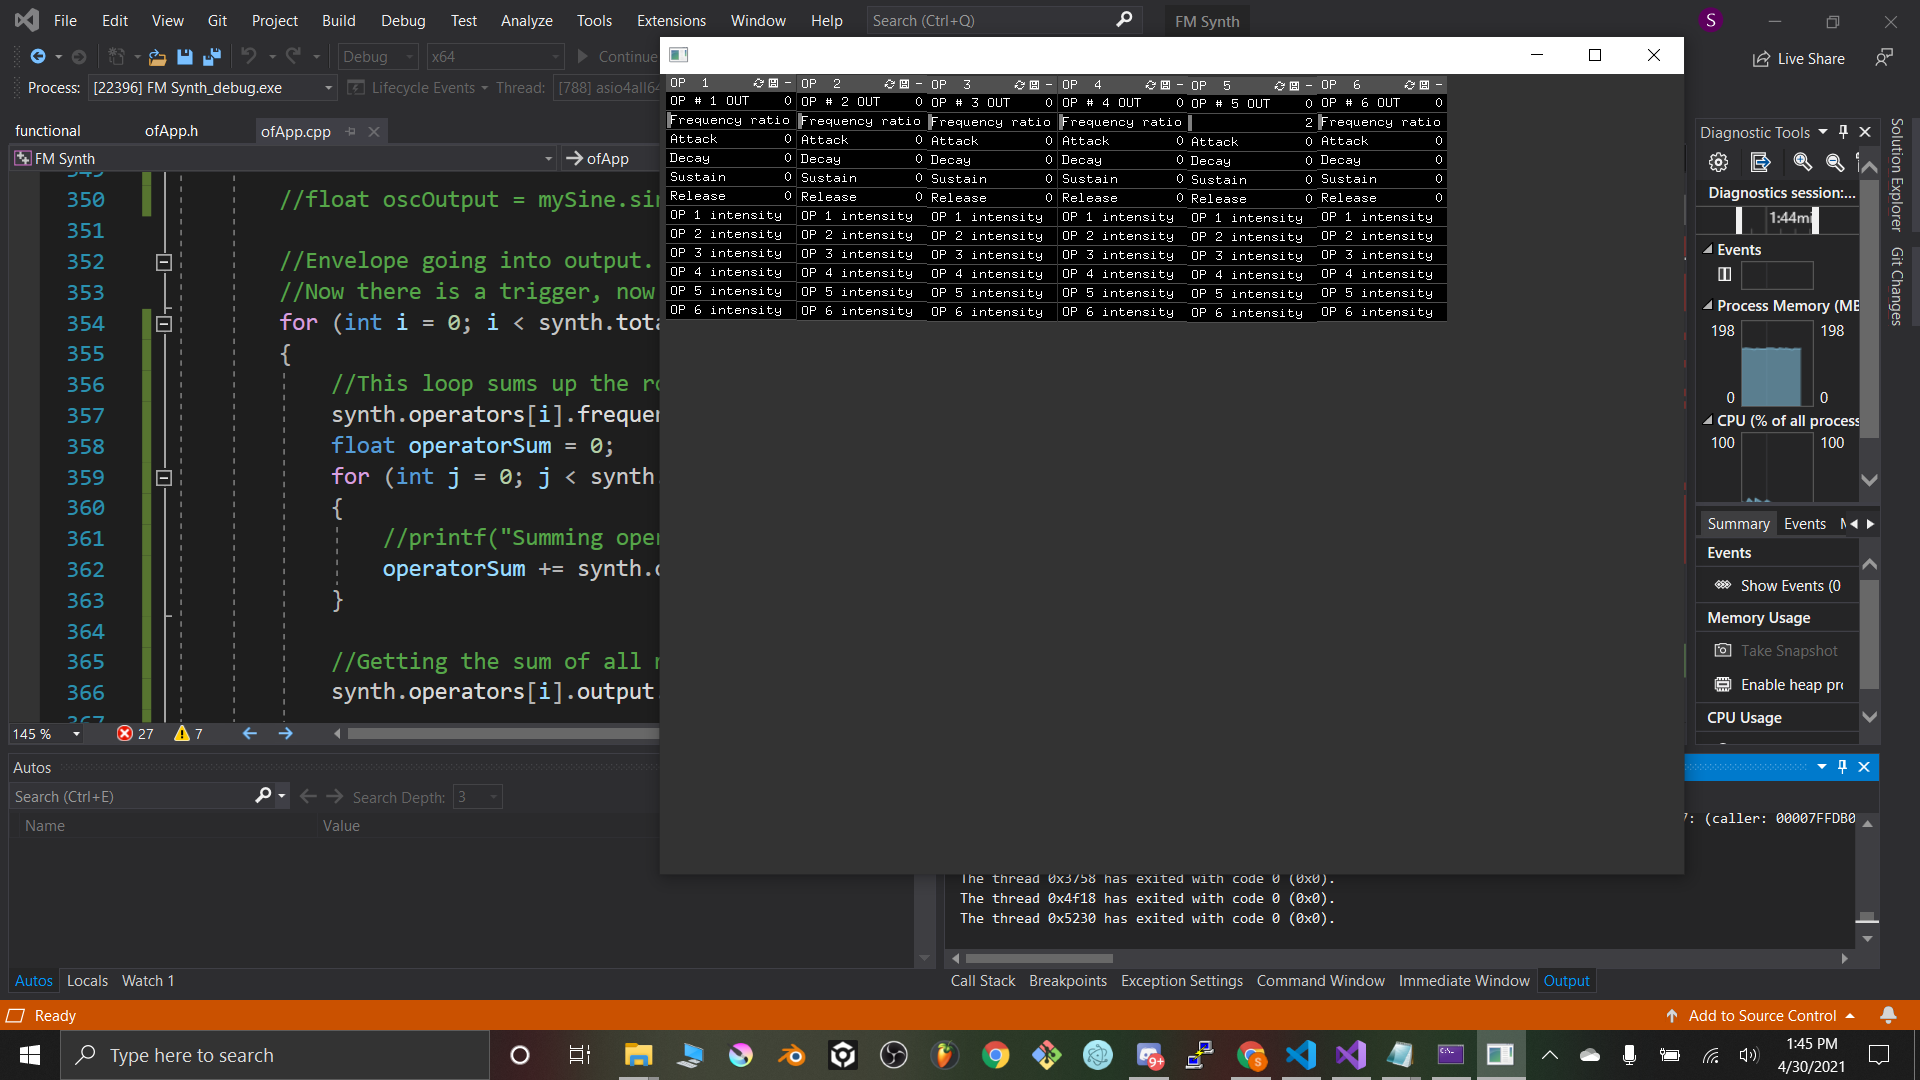 File Edit View Git Project Build Debug Test Analyze Tools Extensions Window Help Search (Ctrl+Q) FM Synth S
Debug x64 Continue Live Share
Process: [22396] FM Synth_debug.exe Lifecycle Events Thread: [788] asio4all64
functional ofApp.h ofApp.cpp
FM Synth ofApp
350 //float oscOutput = mySine.sin
351
352 //Envelope going into output.
353 //Now there is a trigger, now
354 for (int i = 0; i < synth.tota
355 {
356 //This loop sums up the ro
357 synth.operators[i].frequen
358 float operatorSum = 0;
359 for (int j = 0; j < synth.
360 {
361 //printf("Summing oper
362 operatorSum += synth.o
363 }
364
365 //Getting the sum of all m
366 synth.operators[i].output.
367
145 % 27 7
OP 1 OP 2 OP 3 OP 4 OP 5 OP 6
OP # 1 OUT 0 OP # 2 OUT 0 OP # 3 OUT 0 OP # 4 OUT 0 OP # 5 OUT 0 OP # 6 OUT 0
Frequency ratio Frequency ratio Frequency ratio Frequency ratio 2 Frequency ratio
Attack 0 Attack 0 Attack 0 Attack 0 Attack 0 Attack 0
Decay 0 Decay 0 Decay 0 Decay 0 Decay 0 Decay 0
Sustain 0 Sustain 0 Sustain 0 Sustain 0 Sustain 0 Sustain 0
Release 0 Release 0 Release 0 Release 0 Release 0 Release 0
OP 1 intensity OP 1 intensity OP 1 intensity OP 1 intensity OP 1 intensity OP 1 intensity
OP 2 intensity OP 2 intensity OP 2 intensity OP 2 intensity OP 2 intensity OP 2 intensity
OP 3 intensity OP 3 intensity OP 3 intensity OP 3 intensity OP 3 intensity OP 3 intensity
OP 4 intensity OP 4 intensity OP 4 intensity OP 4 intensity OP 4 intensity OP 4 intensity
OP 5 intensity OP 5 intensity OP 5 intensity OP 5 intensity OP 5 intensity OP 5 intensity
OP 6 intensity OP 6 intensity OP 6 intensity OP 6 intensity OP 6 intensity OP 6 intensity
Diagnostic Tools
Diagnostics session:...
1:44mi
Events
Process Memory (MB
198 198
0 0
CPU (% of all process
100 100
Summary Events
Events
Show Events (0
Memory Usage
Take Snapshot
Enable heap pro
CPU Usage
Solution Explorer
Git Changes
Autos
Search (Ctrl+E) Search Depth: 3
Name Value
7: (caller: 00007FFDB0
The thread 0x3758 has exited with code 0 (0x0).
The thread 0x4f18 has exited with code 0 (0x0).
The thread 0x5230 has exited with code 0 (0x0).
Autos Locals Watch 1
Call Stack Breakpoints Exception Settings Command Window Immediate Window Output
Ready Add to Source Control
Type here to search
9+
1:45 PM
4/30/2021